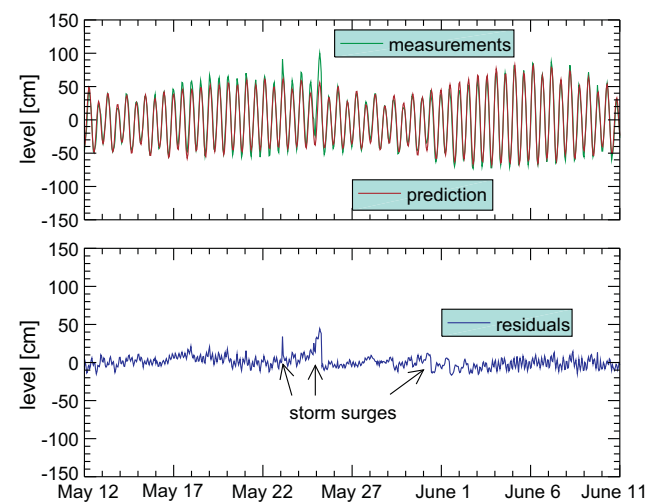 150
100
50
0
-50
-100
-150
level [cm]
measurements
prediction
150
100
50
0
-50
-100
-150
level [cm]
residuals
storm surges
May 12 May 17 May 22 May 27 June 1 June 6 June 11